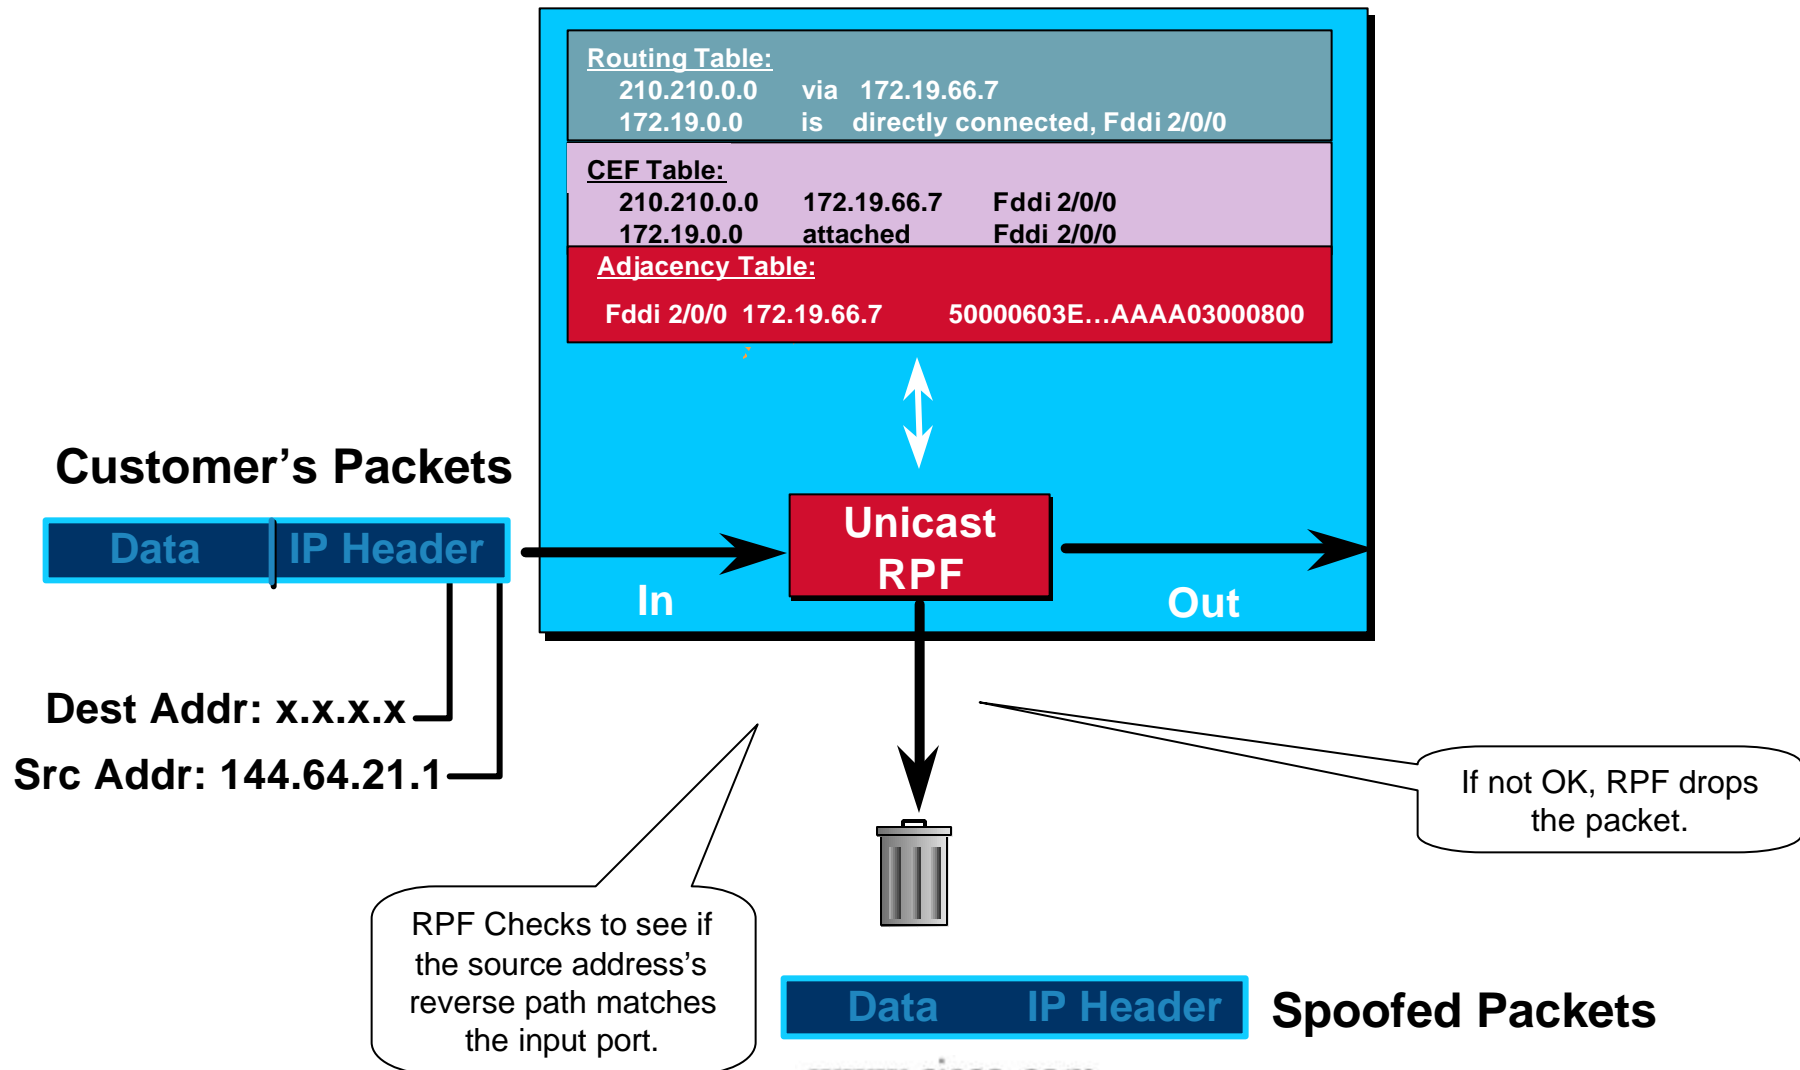 Routing Table:
210.210.0.0 via 172.19.66.7
172.19.0.0 is directly connected, Fddi 2/0/0
CEF Table:
210.210.0.0 172.19.66.7 Fddi 2/0/0
172.19.0.0 attached Fddi 2/0/0
Adjacency Table:
Fddi 2/0/0 172.19.66.7 50000603E...AAAA03000800
Customer's Packets
Data IP Header
Unicast
RPF
In
Out
Dest Addr: x.x.x.x
Src Addr: 144.64.21.1
If not OK, RPF drops
the packet.
RPF Checks to see if
the source address's
reverse path matches
the input port.
Data IP Header
Spoofed Packets